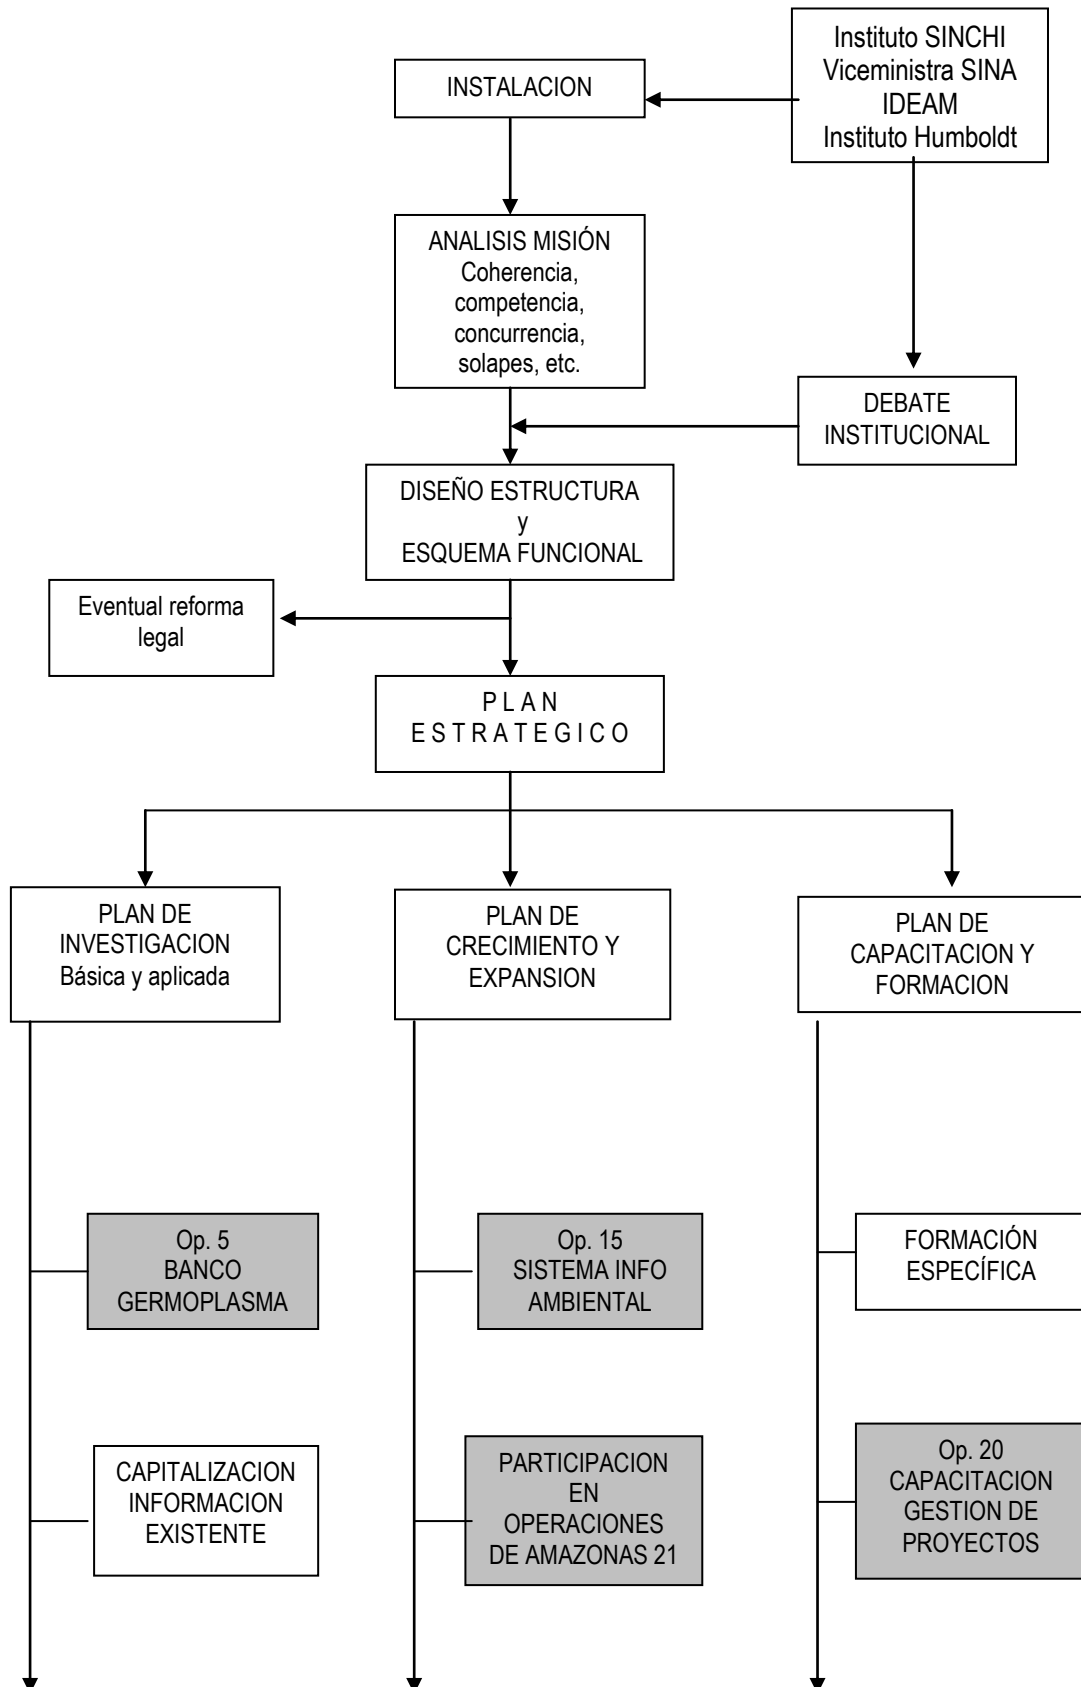 Instituto SINCHI
Viceministra SINA
IDEAM
Instituto Humboldt
INSTALACION
ANALISIS MISIÓN
Coherencia,
competencia,
concurrencia,
solapes, etc.
DEBATE
INSTITUCIONAL
DISEÑO ESTRUCTURA
y
ESQUEMA FUNCIONAL
Eventual reforma
legal
P L A N
E S T R A T E G I C O
PLAN DE
INVESTIGACION
Básica y aplicada
PLAN DE
CRECIMIENTO Y
EXPANSION
PLAN DE
CAPACITACION Y
FORMACION
Op. 5
BANCO
GERMOPLASMA
Op. 15
SISTEMA INFO
AMBIENTAL
FORMACIÓN
ESPECÍFICA
CAPITALIZACION
INFORMACION
EXISTENTE
PARTICIPACION
EN
OPERACIONES
DE AMAZONAS 21
Op. 20
CAPACITACION
GESTION DE
PROYECTOS